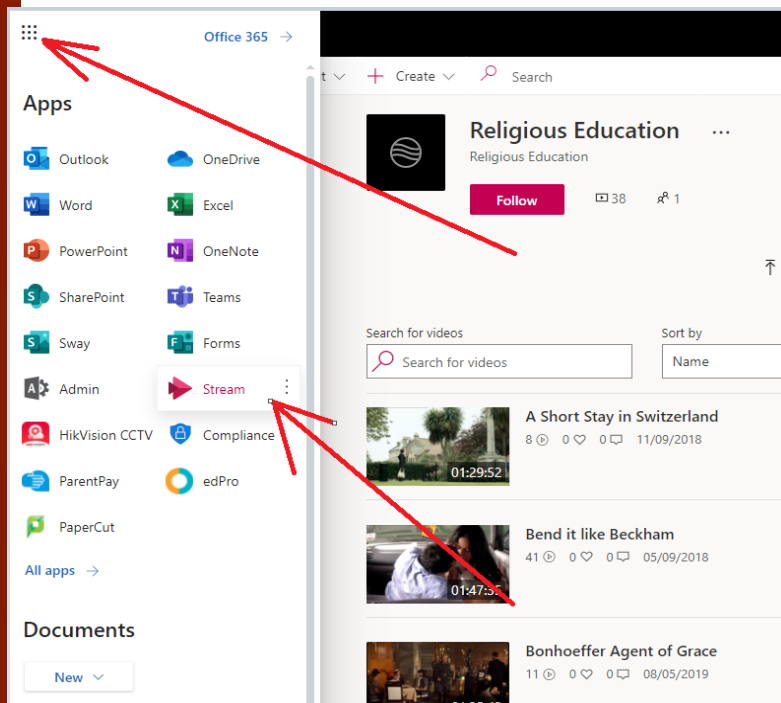 Office 365 →
Apps
Outlook
OneDrive
Word
Excel
PowerPoint
OneNote
SharePoint
Teams
Sway
Forms
Admin
Stream
HikVision CCTV
Compliance
ParentPay
edPro
PaperCut
All apps →
Documents
New
t
+ Create
Search
Religious Education ...
Religious Education
Follow
38
1
Search for videos
Sort by
Search for videos
Name
A Short Stay in Switzerland
8 0 0 11/09/2018
01:29:52
Bend it like Beckham
41 0 0 05/09/2018
01:47:35
Bonhoeffer Agent of Grace
11 0 0 08/05/2019